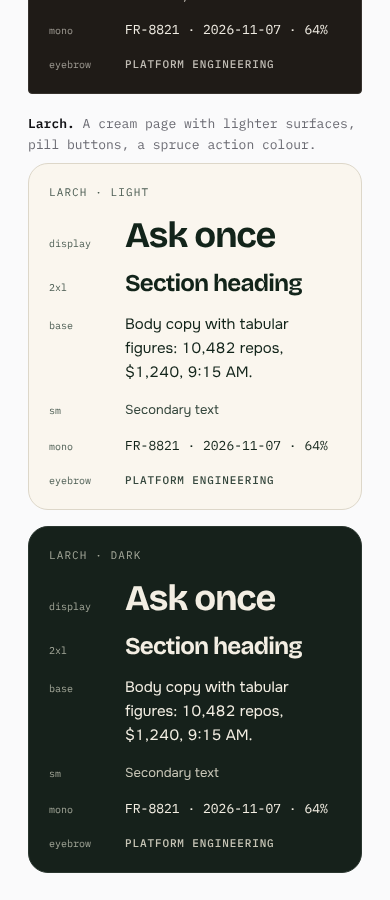 mono FR-8821 · 2026-11-07 · 64%
eyebrow PLATFORM ENGINEERING
Larch. A cream page with lighter surfaces,
pill buttons, a spruce action colour.
LARCH · LIGHT
display Ask once
2xl Section heading
base Body copy with tabular
figures: 10,482 repos,
$1,240, 9:15 AM.
sm Secondary text
mono FR-8821 · 2026-11-07 · 64%
eyebrow PLATFORM ENGINEERING
LARCH · DARK
display Ask once
2xl Section heading
base Body copy with tabular
figures: 10,482 repos,
$1,240, 9:15 AM.
sm Secondary text
mono FR-8821 · 2026-11-07 · 64%
eyebrow PLATFORM ENGINEERING